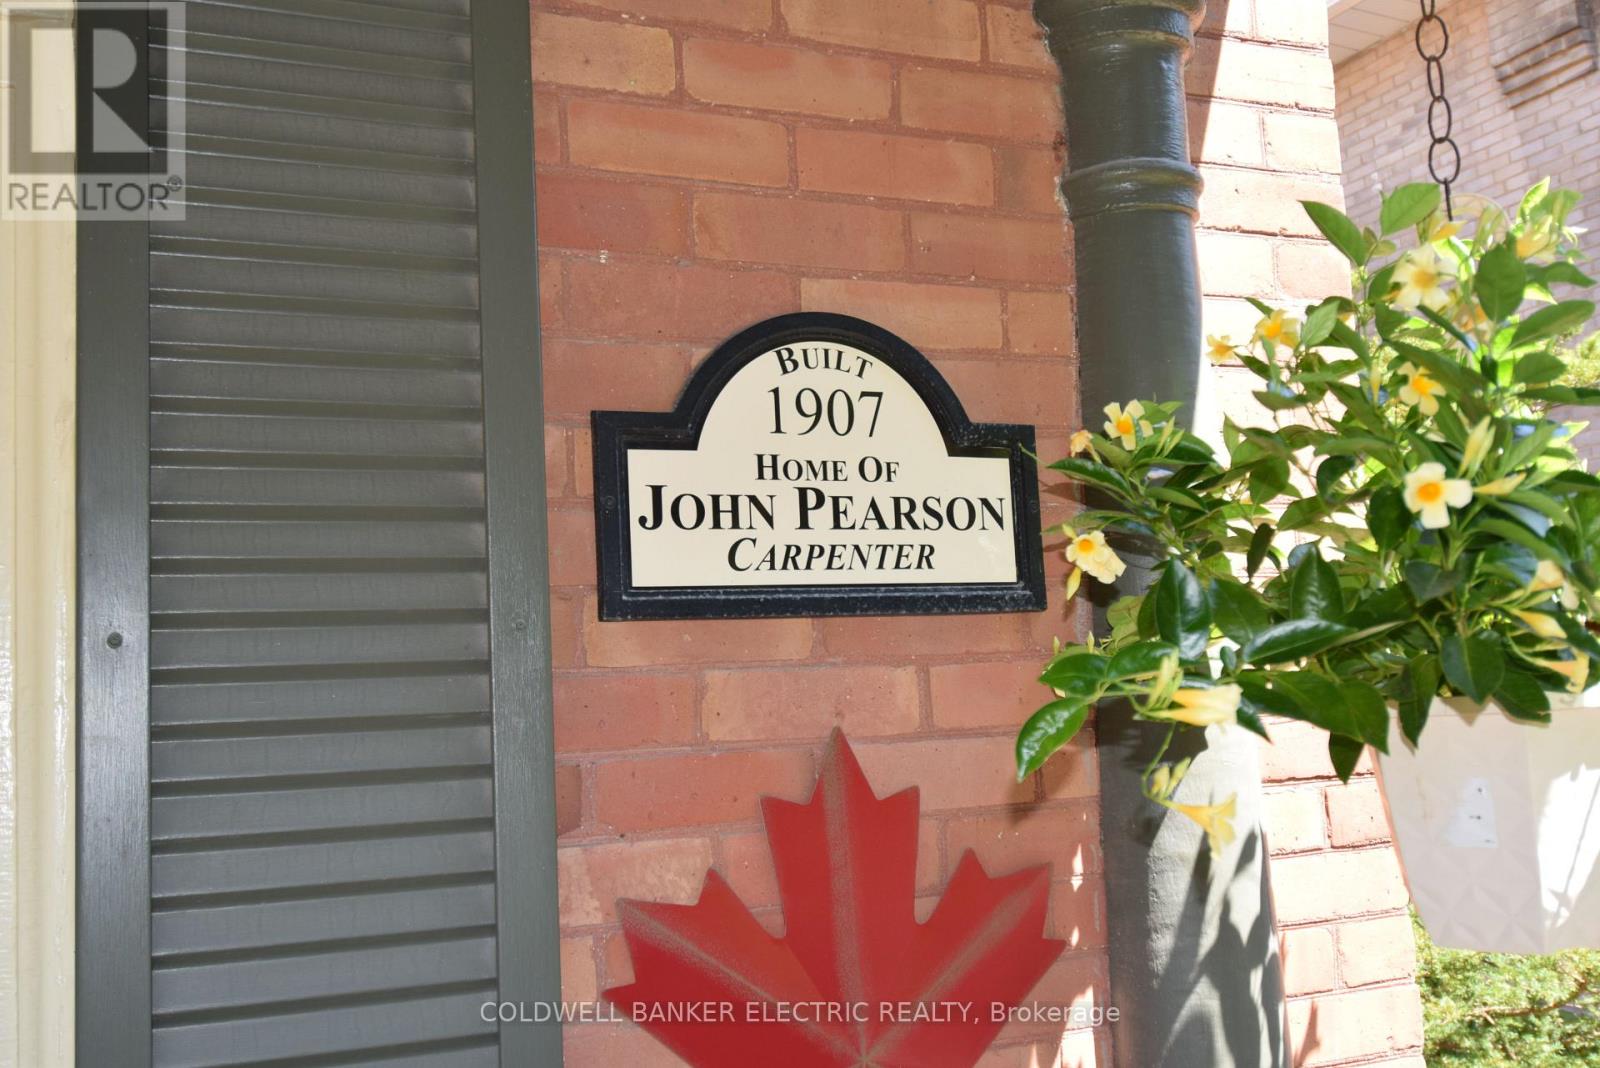 REALTOR®
BUILT
1907
HOME OF
JOHN PEARSON
CARPENTER
COLDWELL BANKER ELECTRIC REALTY, Brokerage